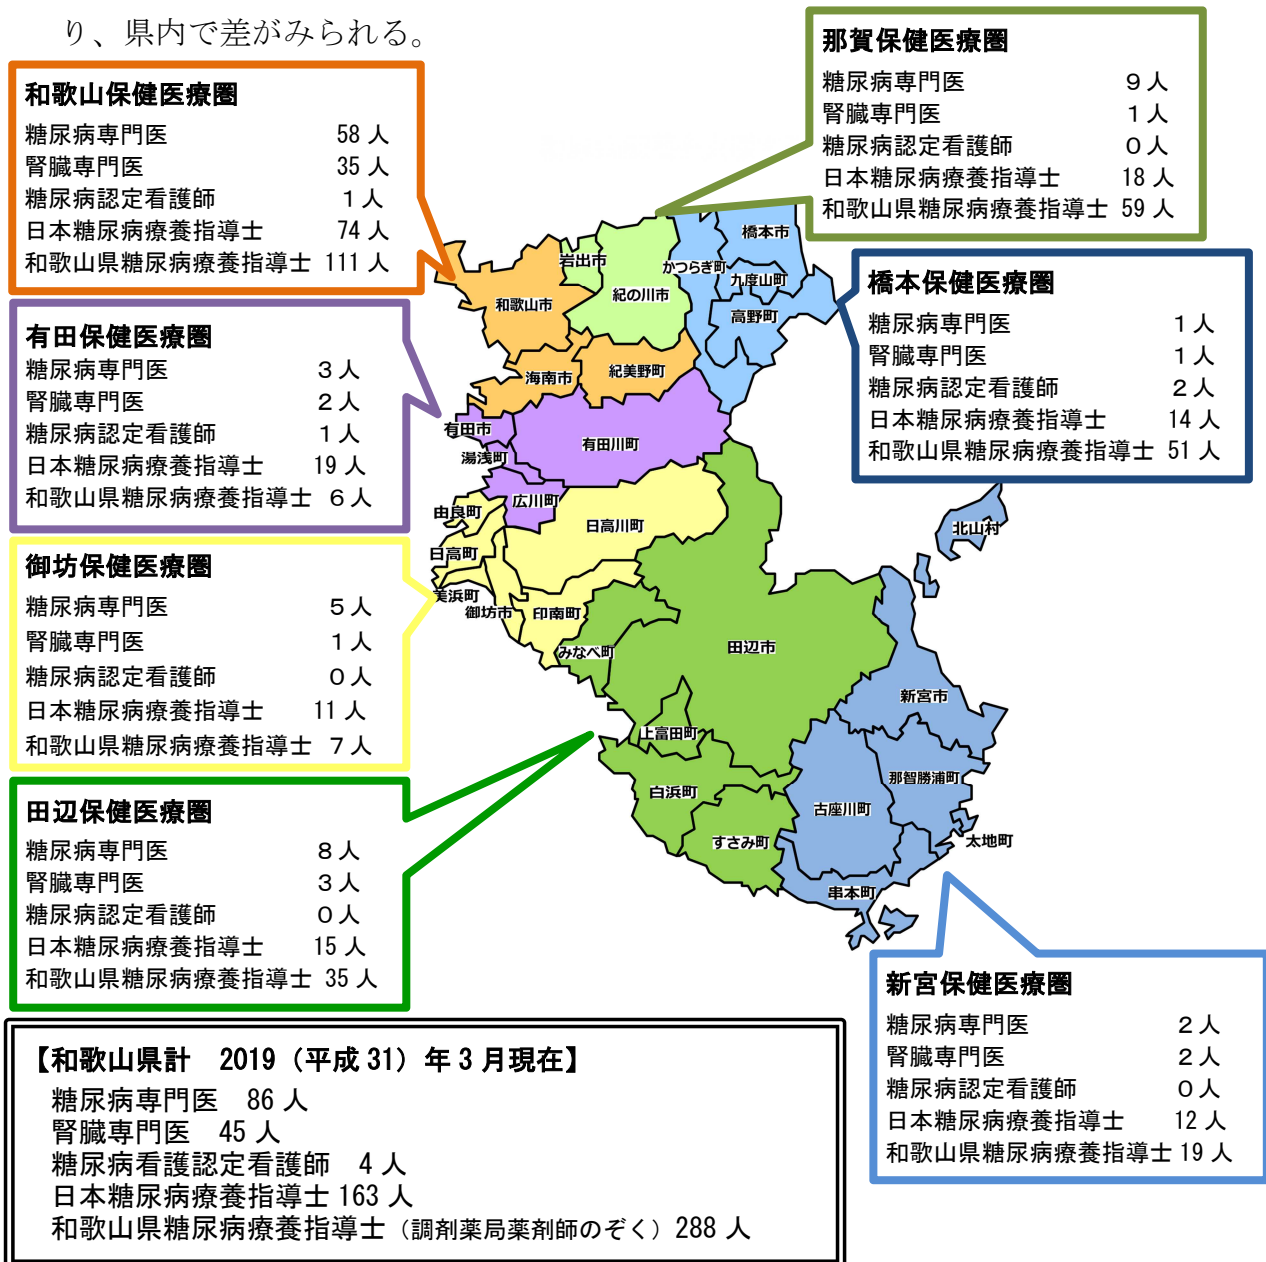 り、県内で差がみられる。
那賀保健医療圏
糖尿病専門医 9人
腎臓専門医 1人
糖尿病認定看護師 0人
日本糖尿病療養指導士 18人
和歌山県糖尿病療養指導士 59人
和歌山保健医療圏
糖尿病専門医 58人
腎臓専門医 35人
糖尿病認定看護師 1人
日本糖尿病療養指導士 74人
和歌山県糖尿病療養指導士 111人
橋本保健医療圏
糖尿病専門医 1人
腎臓専門医 1人
糖尿病認定看護師 2人
日本糖尿病療養指導士 14人
和歌山県糖尿病療養指導士 51人
有田保健医療圏
糖尿病専門医 3人
腎臓専門医 2人
糖尿病認定看護師 1人
日本糖尿病療養指導士 19人
和歌山県糖尿病療養指導士 6人
御坊保健医療圏
糖尿病専門医 5人
腎臓専門医 1人
糖尿病認定看護師 0人
日本糖尿病療養指導士 11人
和歌山県糖尿病療養指導士 7人
田辺保健医療圏
糖尿病専門医 8人
腎臓専門医 3人
糖尿病認定看護師 0人
日本糖尿病療養指導士 15人
和歌山県糖尿病療養指導士 35人
新宮保健医療圏
糖尿病専門医 2人
腎臓専門医 2人
糖尿病認定看護師 0人
日本糖尿病療養指導士 12人
和歌山県糖尿病療養指導士 19人
橋本市
岩出市
かつらぎ町
九度山町
紀の川市
和歌山市
高野町
海南市
紀美野町
有田市
有田川町
湯浅町
広川町
由良町
日高川町
北山村
日高町
美浜町
御坊市
印南町
みなべ町
田辺市
新宮市
上富田町
那智勝浦町
白浜町
古座川町
すさみ町
太地町
串本町
【和歌山県計 2019（平成31）年3月現在】
糖尿病専門医 86人
腎臓専門医 45人
糖尿病看護認定看護師 4人
日本糖尿病療養指導士 163人
和歌山県糖尿病療養指導士（調剤薬局薬剤師のぞく）288人